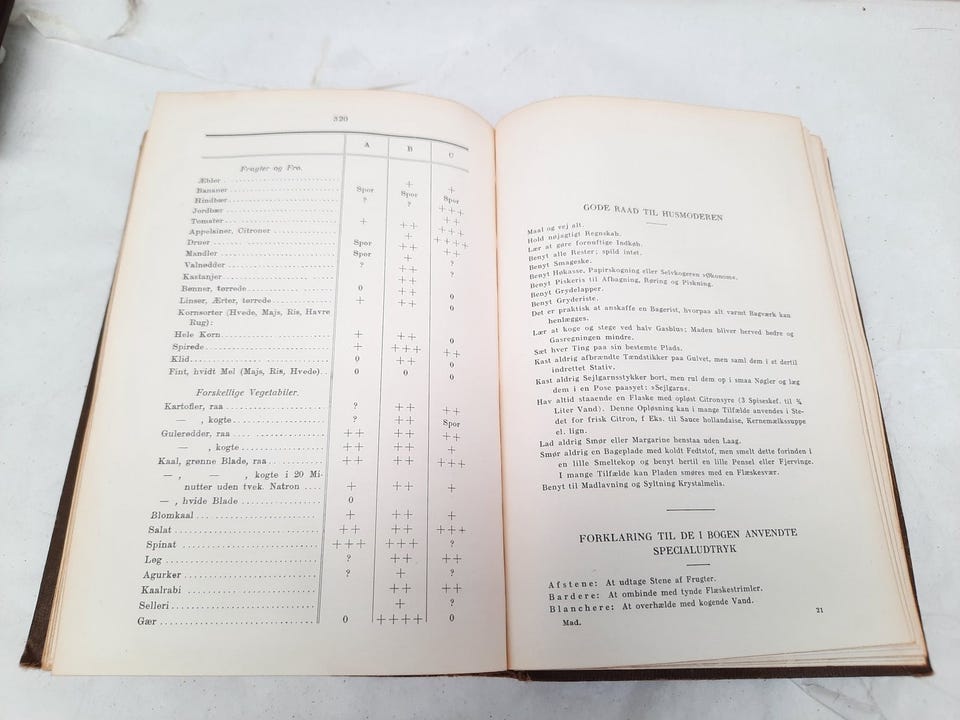 320
A B C
Frugter og Frø.
Æbler + +
Bananer Spor Spor Spor
Hindbær ? ? +++
Jordbær ++
Tomater + ++ +++
Appelsiner, Citroner + ++++
Druer Spor ++ ++
Mandler Spor + ?
Valnødder ? ++ ?
Kastanjer ++
Bønner, tørrede 0 ++ 0
Linser, Ærter, tørrede + ++ 0
Kornsorter (Hvede, Majs, Ris, Havre
Rug):
Hele Korn + ++ 0
Spirede + +++ ++
Klid 0 ++ 0
Fint, hvidt Mel (Majs, Ris, Hvede) 0 0 0
Forskellige Vegetabiler.
Kartofler, raa ? ++ ++
— , kogte ? ++ Spor
Gulerødder, raa ++ ++ ++
— , kogte ++ ++
Kaal, grønne Blade, raa ++ ++ +++
— , — , kogte i 20 Mi-
nutter uden tvek. Natron + ++ +
— , hvide Blade 0
Blomkaal + ++ +
Salat ++ ++ +++
Spinat +++ +++ ?
Løg ? ++ ++
Agurker ? + ?
Kaalrabi ++ ++
Selleri + ?
Gær 0 ++++ 0
GODE RAAD TIL HUSMODEREN
Maal og vej alt.
Hold nøjagtigt Regnskab.
Lær at gøre fornuftige Indkøb.
Benyt alle Rester; spild intet.
Benyt Smageske.
Benyt Høkasse, Papirskogning eller Selvkogeren »Økonom«.
Benyt Piskeris til Afbagning, Røring og Piskning.
Benyt Grydelapper.
Benyt Gryderiste.
Det er praktisk at anskaffe en Bagerist, hvorpaa alt varmt Bagværk kan
henlægges.
Lær at koge og stege ved halv Gasblus; Maden bliver herved bedre og
Gasregningen mindre.
Sæt hver Ting paa sin bestemte Plads.
Kast aldrig afbrændte Tændstikker paa Gulvet, men saml dem i et dertil
indrettet Stativ.
Kast aldrig Sejlgarnsstykker bort, men rul dem op i smaa Nøgler og læg
dem i en Pose paasyet: »Sejlgarn«.
Hav altid staaende en Flaske med opløst Citronsyre (3 Spiseskef. til ¾
Liter Vand). Denne Opløsning kan i mange Tilfælde anvendes i Ste-
det for frisk Citron, f Eks. til Sauce hollandaise, Kernemælkssuppe
el. lign.
Lad aldrig Smør eller Margarine henstaa uden Laag.
Smør aldrig en Bageplade med koldt Fedtstof, men smelt dette forinden i
en lille Smeltekop og benyt hertil en lille Pensel eller Fjervinge.
I mange Tilfælde kan Pladen smøres med en Flæskesvær.
Benyt til Madlavning og Syltning Krystalmelis.
FORKLARING TIL DE I BOGEN ANVENDTE
SPECIALUDTRYK
Afstene: At udtage Stene af Frugter.
Bardere: At ombinde med tynde Flæskestrimler.
Blanchere: At overhælde med kogende Vand.
Mad. 21